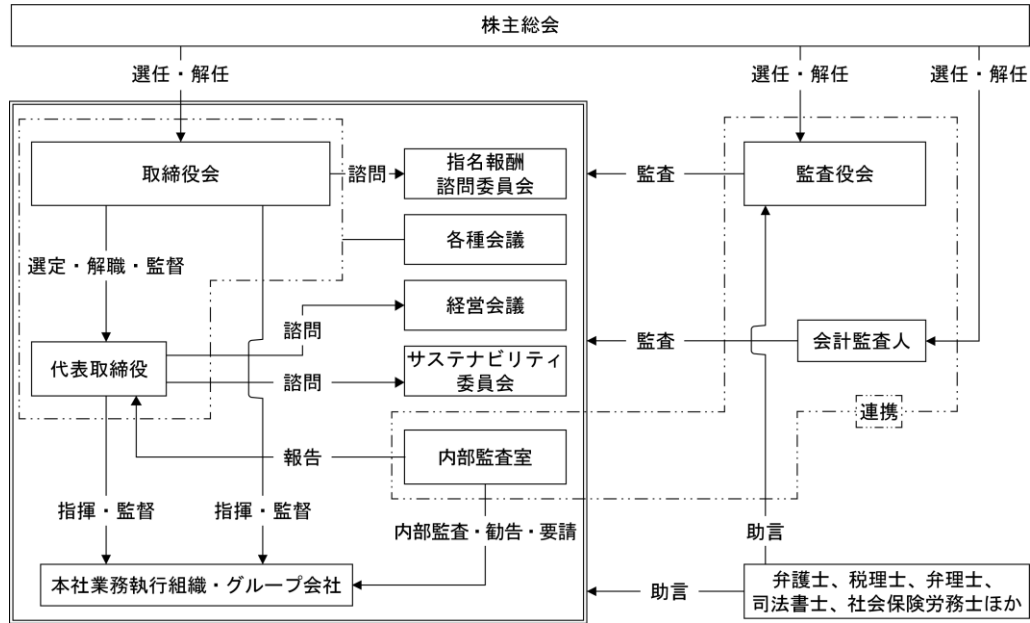 株主総会
選任・解任
選任・解任
選任・解任
取締役会
諮問
指名報酬
諮問委員会
監査
監査役会
各種会議
選定・解職・監督
経営会議
諮問
代表取締役
諮問
サステナビリティ
委員会
監査
会計監査人
連携
報告
内部監査室
指揮・監督
指揮・監督
内部監査・勧告・要請
助言
本社業務執行組織・グループ会社
助言
弁護士、税理士、弁理士、
司法書士、社会保険労務士ほか